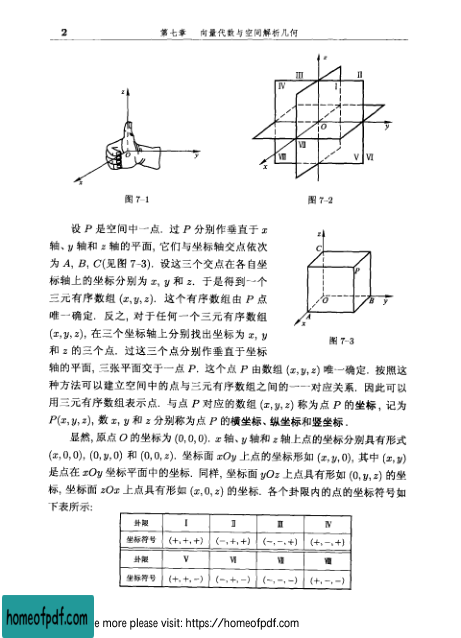 2 第七章 向量代数与空间解析几何
z
O
y
x
图 7-1
z
III
II
IV
I
O
y
VII
x
VIII
V
VI
图 7-2
设 P 是空间中一点. 过 P 分别作垂直于 x
轴、y 轴和 z 轴的平面, 它们与坐标轴交点依次
为 A, B, C(见图 7-3). 设这三个交点在各自坐
标轴上的坐标分别为 x, y 和 z. 于是得到一个
三元有序数组 (x, y, z). 这个有序数组由 P 点
唯一确定. 反之, 对于任何一个三元有序数组
(x, y, z), 在三个坐标轴上分别找出坐标为 x, y
和 z 的三个点. 过这三个点分别作垂直于坐标
z
C
P
O
B
y
A
x
图 7-3
轴的平面, 三张平面交于一点 P. 这个点 P 由数组 (x, y, z) 唯一确定. 按照这
种方法可以建立空间中的点与三元有序数组之间的一一对应关系. 因此可以
用三元有序数组表示点. 与点 P 对应的数组 (x, y, z) 称为点 P 的坐标, 记为
P(x, y, z), 数 x, y 和 z 分别称为点 P 的横坐标、纵坐标和竖坐标.
显然, 原点 O 的坐标为 (0, 0, 0). x 轴、y 轴和 z 轴上点的坐标分别具有形式
(x, 0, 0), (0, y, 0) 和 (0, 0, z). 坐标面 xOy 上点的坐标形如 (x, y, 0), 其中 (x, y)
是点在 xOy 坐标平面中的坐标. 同样, 坐标面 yOz 上点具有形如 (0, y, z) 的坐
标, 坐标面 zOx 上点具有形如 (x, 0, z) 的坐标. 各个卦限内的点的坐标符号如
下表所示:
卦限 I II III IV
坐标符号 (+, +, +) (−, +, +) (−, −, +) (+, −, +)
卦限 V VI VII VIII
坐标符号 (+, +, −) (−, +, −) (−, −, −) (+, −, −)
homeofpdf.com
e more please visit: https://homeofpdf.com